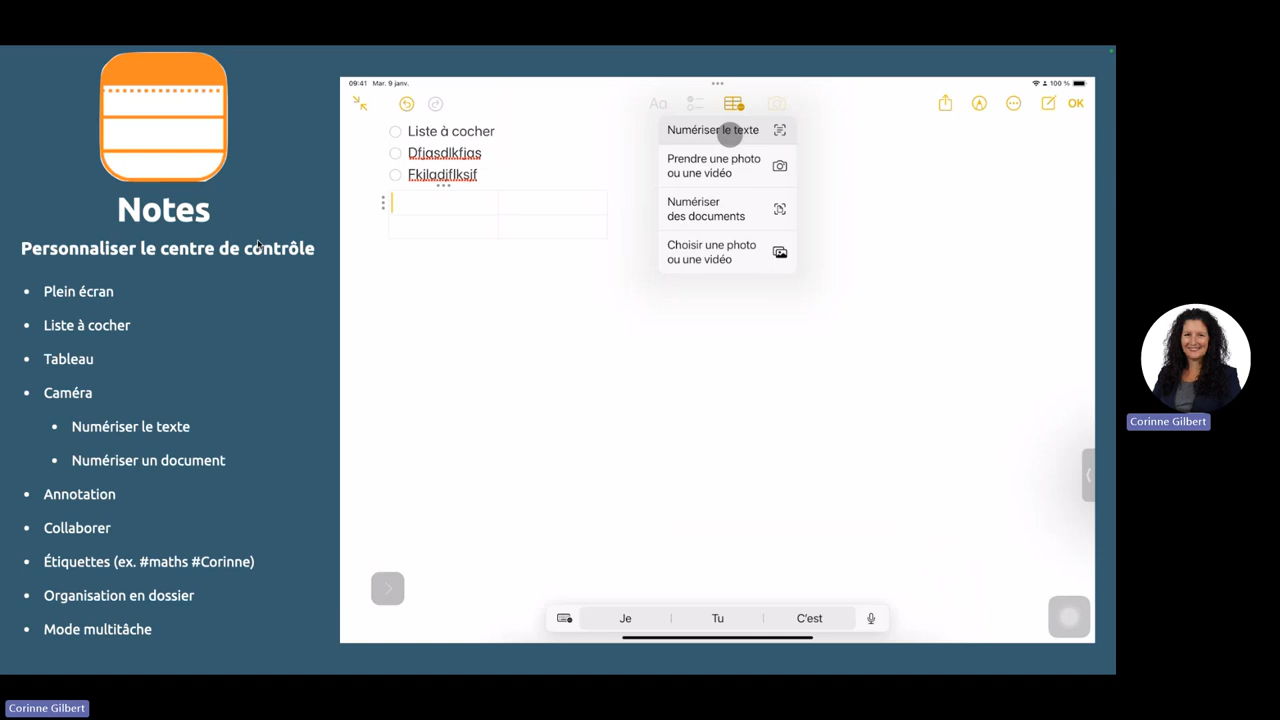 Notes
Personnaliser le centre de contrôle
• Plein écran
• Liste à cocher
• Tableau
• Caméra
• Numériser le texte
• Numériser un document
• Annotation
• Collaborer
• Étiquettes (ex. #maths #Corinne)
• Organisation en dossier
• Mode multitâche
09:41 Mar. 9 janv.
100 %
Aa
OK
Liste à cocher
Dfjasdlkfjas
Fkjladjflksjf
Numériser le texte
Prendre une photo
ou une vidéo
Numériser
des documents
Choisir une photo
ou une vidéo
Je
Tu
C'est
Corinne Gilbert
Corinne Gilbert